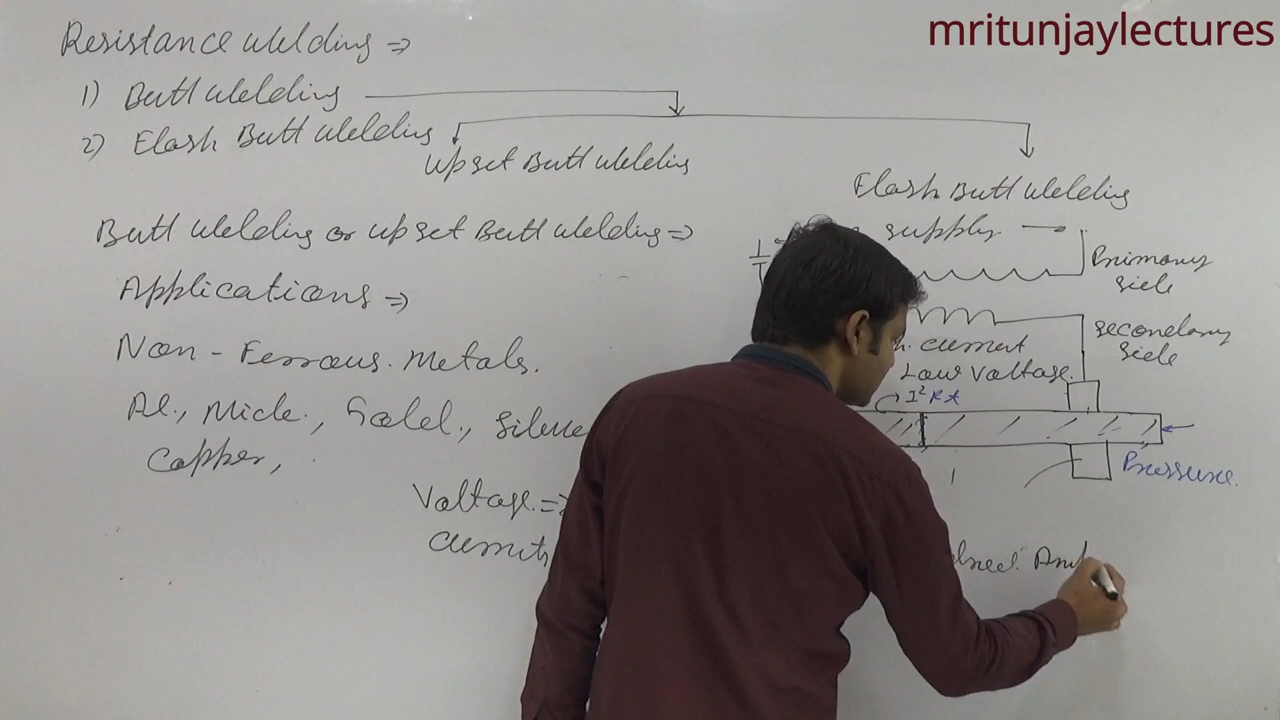 mritunjaylectures
Resistance Welding ⇒
1) Butt Welding
2) Flash Butt Welding
Upset Butt Welding
Flash Butt Welding
Butt Welding or upset Butt Welding ⇒
supply →
Primary
side
Applications ⇒
secondary
side
Non-Ferrous Metals.
current
Low Voltage
I²Rt
Al., Nickle., Gold., Silver
Copper,
Pressure.
Voltage. ⇒
Current